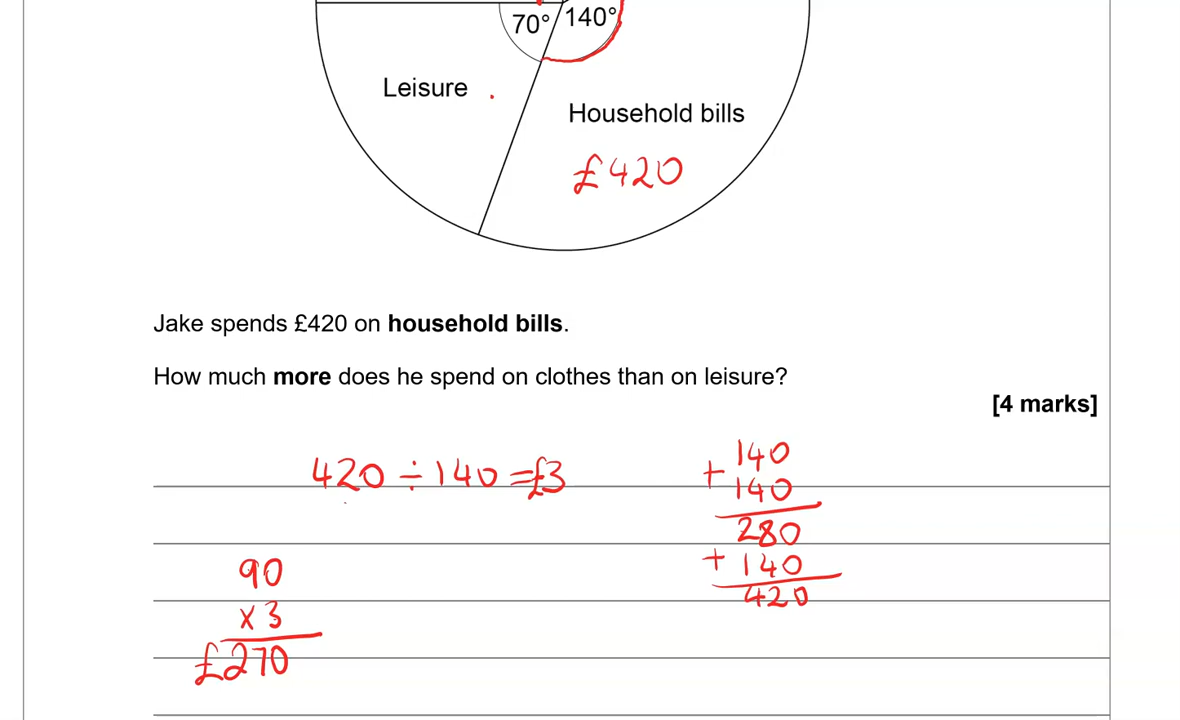 70° 140°
Leisure
Household bills
£420
Jake spends £420 on household bills.
How much more does he spend on clothes than on leisure?
[4 marks]
420 ÷ 140 = £3
140
+ 140
280
+ 140
420
90
x 3
£270